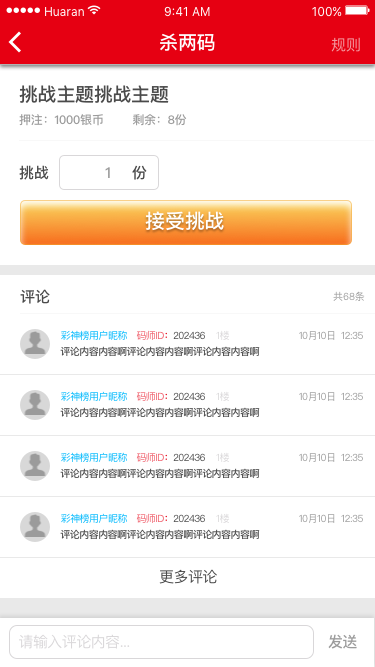 Huaran 9:41 AM 100%
杀两码 规则
挑战主题挑战主题
押注：1000银币 剩余：8份
挑战 1 份
接受挑战
评论 共68条
彩神榜用户昵称 码师ID：202436 1楼 10月10日 12:35
评论内容内容啊评论内容内容啊评论内容内容啊
彩神榜用户昵称 码师ID：202436 1楼 10月10日 12:35
评论内容内容啊评论内容内容啊评论内容内容啊
彩神榜用户昵称 码师ID：202436 1楼 10月10日 12:35
评论内容内容啊评论内容内容啊评论内容内容啊
彩神榜用户昵称 码师ID：202436 1楼 10月10日 12:35
评论内容内容啊评论内容内容啊评论内容内容啊
更多评论
请输入评论内容... 发送